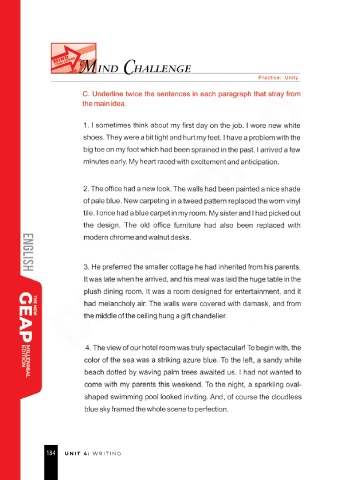 MIND CHALLENGE
Practice: Unity
C. Underline twice the sentences in each paragraph that stray from
the main idea.
1. I sometimes think about my first day on the job. I wore new white
shoes. They were a bit tight and hurt my feet. I have a problem with the
big toe on my foot which had been sprained in the past. I arrived a few
minutes early. My heart raced with excitement and anticipation.
2. The office had a new look. The walls had been painted a nice shade
of pale blue. New carpeting in a tweed pattern replaced the worn vinyl
tile. I once had a blue carpet in my room. My sister and I had picked out
the design. The old office furniture had also been replaced with
modern chrome and walnut desks.
3. He preferred the smaller cottage he had inherited from his parents.
It was late when he arrived, and his meal was laid the huge table in the
plush dining room. It was a room designed for entertainment, and it
had melancholy air. The walls were covered with damask, and from
the middle of the ceiling hung a gift chandelier.
4. The view of our hotel room was truly spectacular! To begin with, the
color of the sea was a striking azure blue. To the left, a sandy white
beach dotted by waving palm trees awaited us. I had not wanted to
come with my parents this weekend. To the night, a sparkling oval-
shaped swimming pool looked inviting. And, of course the cloudless
blue sky framed the whole scene to perfection.
ENGLISH
THE NEW
GEAP
MILLENNIAL
EDITION
184 UNIT 4: WRITING